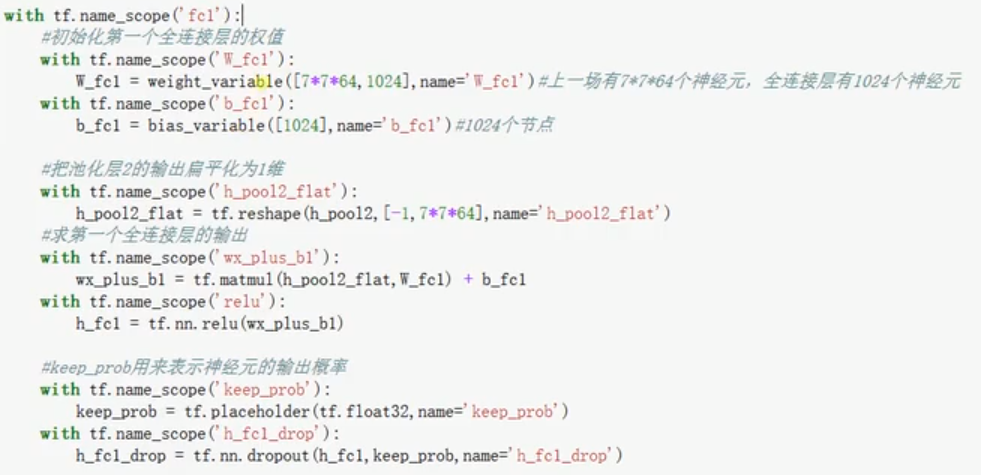 with tf.name_scope('fc1'):
    #初始化第一个全连接层的权值
    with tf.name_scope('W_fc1'):
        W_fc1 = weight_variable([7*7*64,1024],name='W_fc1')#上一场有7*7*64个神经元，全连接层有1024个神经元
    with tf.name_scope('b_fc1'):
        b_fc1 = bias_variable([1024],name='b_fc1')#1024个节点

    #把池化层2的输出扁平化为1维
    with tf.name_scope('h_pool2_flat'):
        h_pool2_flat = tf.reshape(h_pool2,[-1,7*7*64],name='h_pool2_flat')
    #求第一个全连接层的输出
    with tf.name_scope('wx_plus_b1'):
        wx_plus_b1 = tf.matmul(h_pool2_flat,W_fc1) + b_fc1
    with tf.name_scope('relu'):
        h_fc1 = tf.nn.relu(wx_plus_b1)

    #keep_prob用来表示神经元的输出概率
    with tf.name_scope('keep_prob'):
        keep_prob = tf.placeholder(tf.float32,name='keep_prob')
    with tf.name_scope('h_fc1_drop'):
        h_fc1_drop = tf.nn.dropout(h_fc1,keep_prob,name='h_fc1_drop')